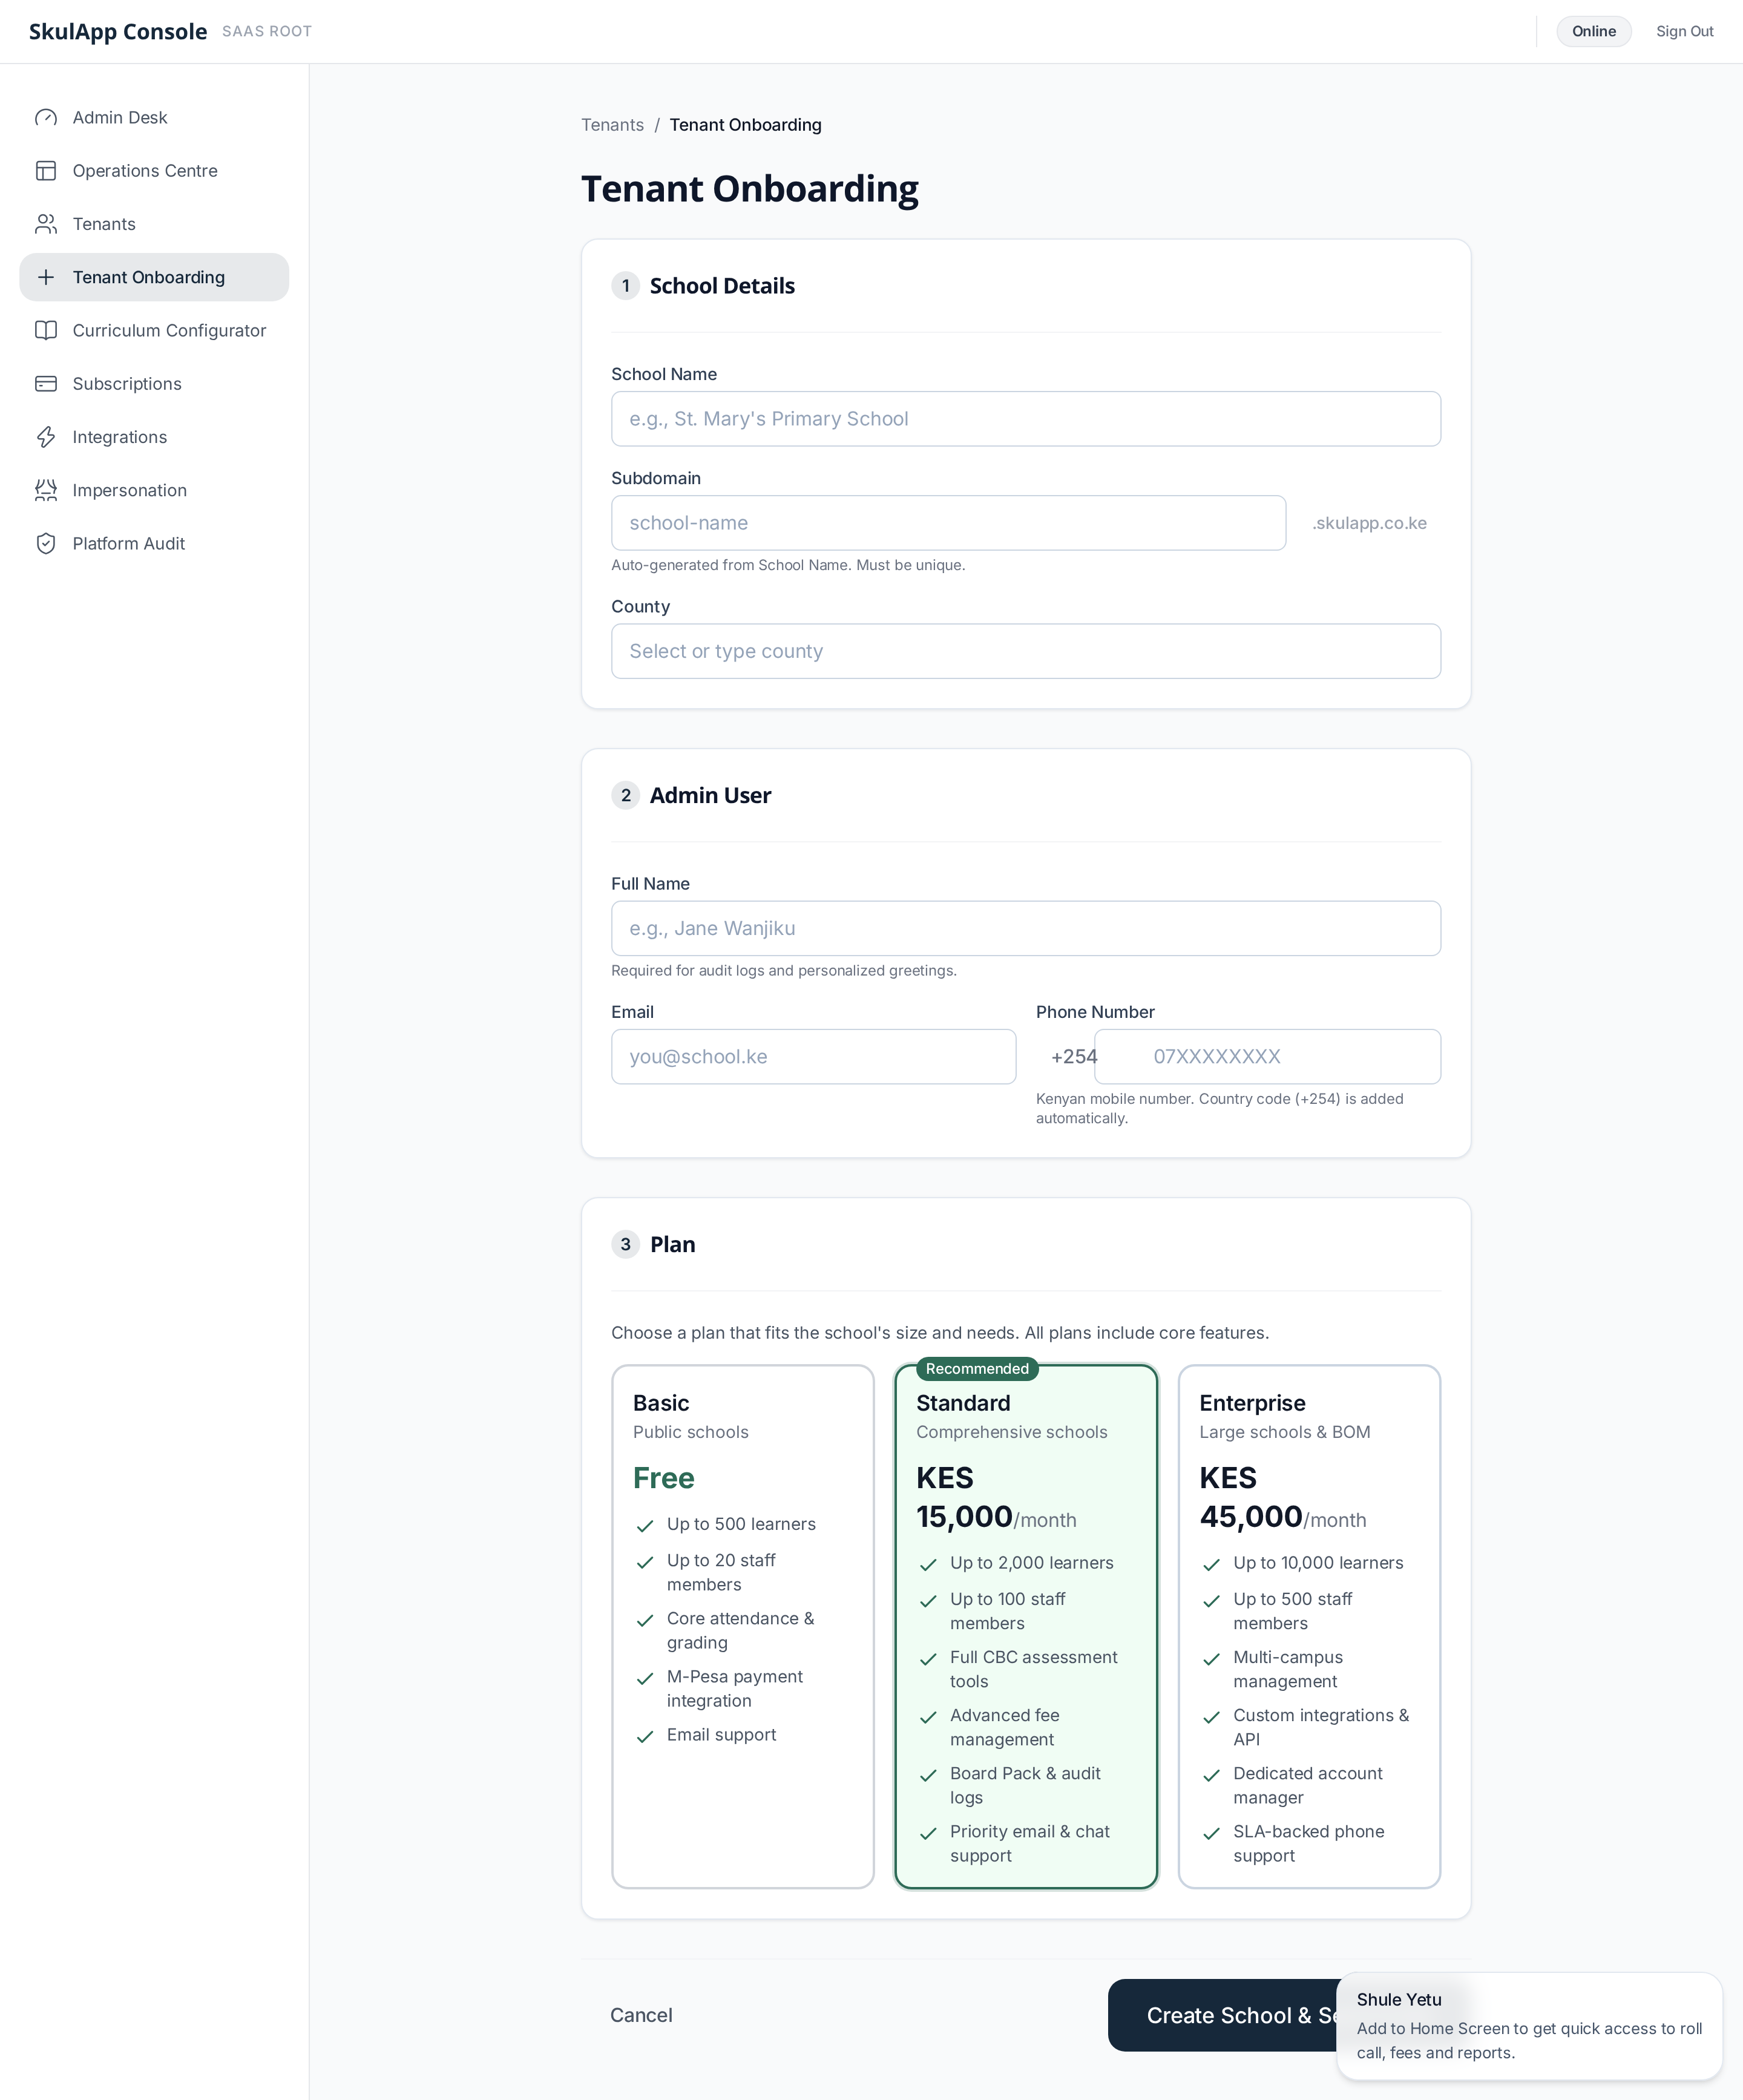 SkulApp Console SAAS ROOT
Online
Sign Out
Admin Desk
Operations Centre
Tenants
Tenant Onboarding
Curriculum Configurator
Subscriptions
Integrations
Impersonation
Platform Audit
Tenants / Tenant Onboarding
Tenant Onboarding
1 School Details
School Name
e.g., St. Mary's Primary School
Subdomain
school-name
.skulapp.co.ke
Auto-generated from School Name. Must be unique.
County
Select or type county
2 Admin User
Full Name
e.g., Jane Wanjiku
Required for audit logs and personalized greetings.
Email
you@school.ke
Phone Number
+254
07XXXXXXXX
Kenyan mobile number. Country code (+254) is added
automatically.
3 Plan
Choose a plan that fits the school's size and needs. All plans include core features.
Basic
Public schools
Free
Up to 500 learners
Up to 20 staff
members
Core attendance &
grading
M-Pesa payment
integration
Email support
Recommended
Standard
Comprehensive schools
KES
15,000/month
Up to 2,000 learners
Up to 100 staff
members
Full CBC assessment
tools
Advanced fee
management
Board Pack & audit
logs
Priority email & chat
support
Enterprise
Large schools & BOM
KES
45,000/month
Up to 10,000 learners
Up to 500 staff
members
Multi-campus
management
Custom integrations &
API
Dedicated account
manager
SLA-backed phone
support
Cancel
Create School &
Shule Yetu
Add to Home Screen to get quick access to roll
call, fees and reports.